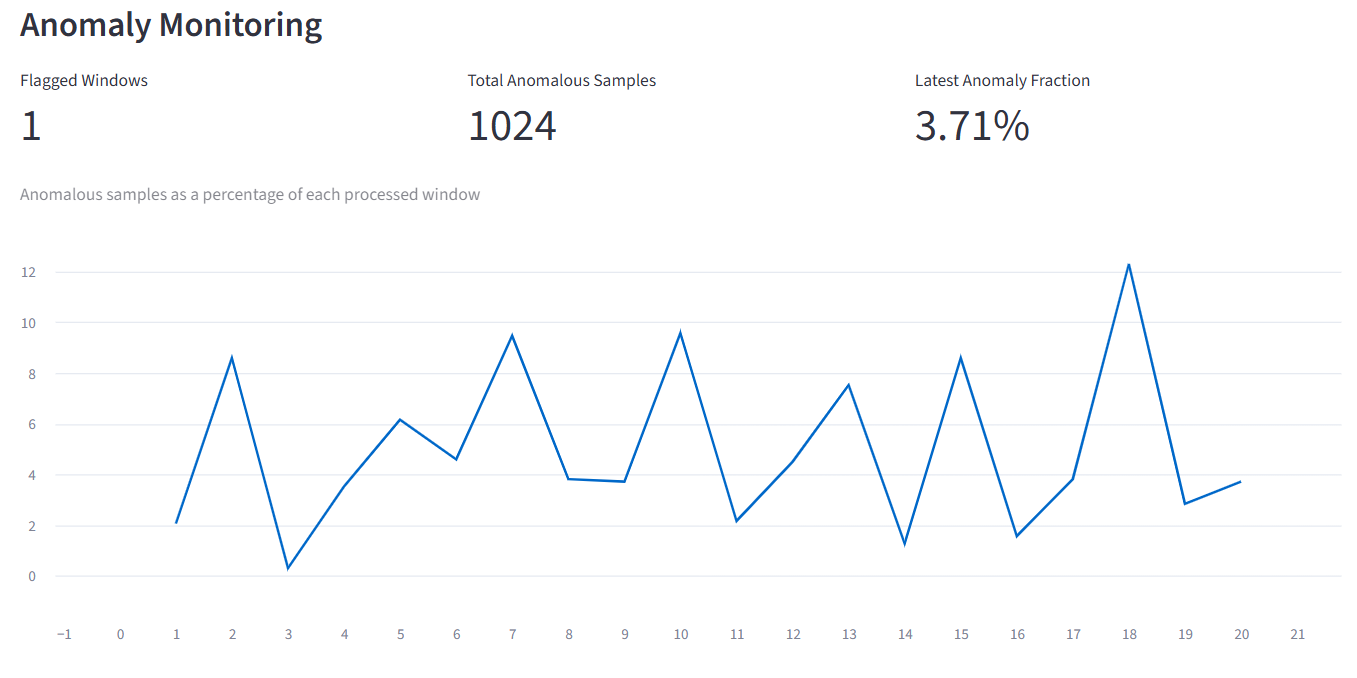 Anomaly Monitoring
Flagged Windows
Total Anomalous Samples
Latest Anomaly Fraction
1
1024
3.71%
Anomalous samples as a percentage of each processed window
12
10
8
6
4
2
0
−1 0 1 2 3 4 5 6 7 8 9 10 11 12 13 14 15 16 17 18 19 20 21